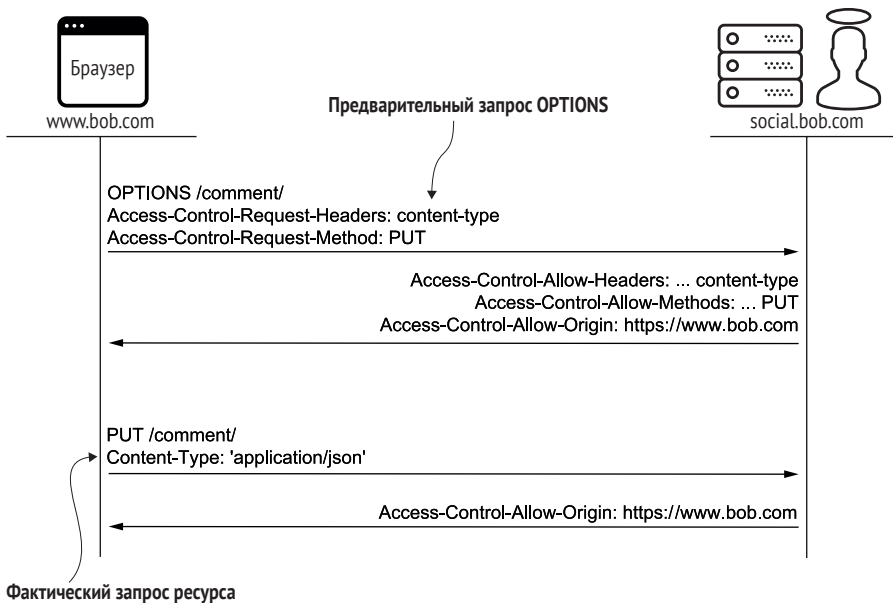 Браузер
www.bob.com
social.bob.com
Предварительный запрос OPTIONS
OPTIONS /comment/
Access-Control-Request-Headers: content-type
Access-Control-Request-Method: PUT
Access-Control-Allow-Headers: ... content-type
Access-Control-Allow-Methods: ... PUT
Access-Control-Allow-Origin: https://www.bob.com
PUT /comment/
Content-Type: 'application/json'
Access-Control-Allow-Origin: https://www.bob.com
Фактический запрос ресурса